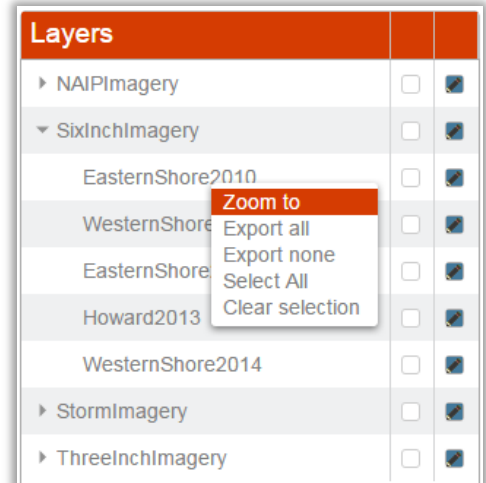 Layers
NAIPImagery
SixInchImagery
EasternShore2010
Zoom to
WesternShore
Export all
Export none
EasternShore
Select All
Clear selection
Howard2013
WesternShore2014
StormImagery
ThreeInchImagery